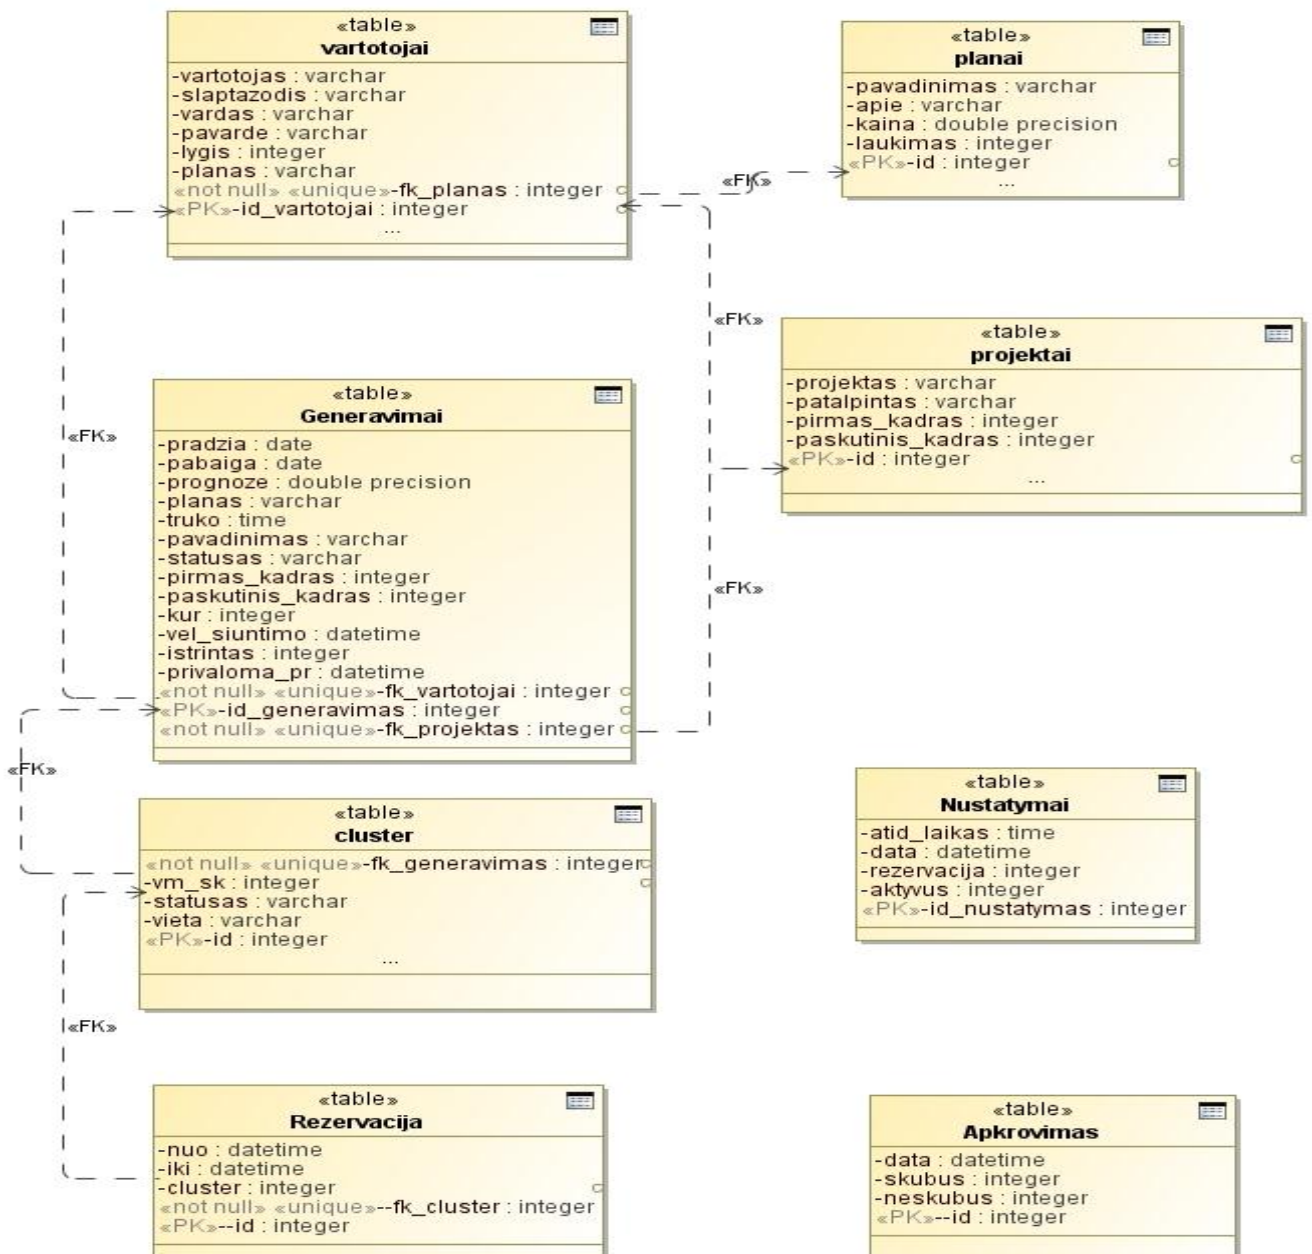 «table»
vartotojai
-vartotojas : varchar
-slaptazodis : varchar
-vardas : varchar
-pavarde : varchar
-lygis : integer
-planas : varchar
«not null» «unique»-fk_planas : integer
«PK»-id_vartotojai : integer
...
«table»
planai
-pavadinimas : varchar
-apie : varchar
-kaina : double precision
-laukimas : integer
«PK»-id : integer
...
«FK»
«FK»
«table»
projektai
-projektas : varchar
-patalpintas : varchar
-pirmas_kadras : integer
-paskutinis_kadras : integer
«PK»-id : integer
...
«FK»
«table»
Generavimai
-pradzia : date
-pabaiga : date
-prognoze : double precision
-planas : varchar
-truko : time
-pavadinimas : varchar
-statusas : varchar
-pirmas_kadras : integer
-paskutinis_kadras : integer
-kur : integer
-vel_siuntimo : datetime
-istrintas : integer
-privaloma_pr : datetime
«not null» «unique»-fk_vartotojai : integer
«PK»-id_generavimas : integer
«not null» «unique»-fk_projektas : integer
«FK»
«FK»
«table»
cluster
«not null» «unique»-fk_generavimas : integer
-vm_sk : integer
-statusas : varchar
-vieta : varchar
«PK»-id : integer
...
«table»
Nustatymai
-atid_laikas : time
-data : datetime
-rezervacija : integer
-aktyvus : integer
«PK»-id_nustatymas : integer
«FK»
«table»
Rezervacija
-nuo : datetime
-iki : datetime
-cluster : integer
«not null» «unique»--fk_cluster : integer
«PK»--id : integer
«table»
Apkrovimas
-data : datetime
-skubus : integer
-neskubus : integer
«PK»--id : integer